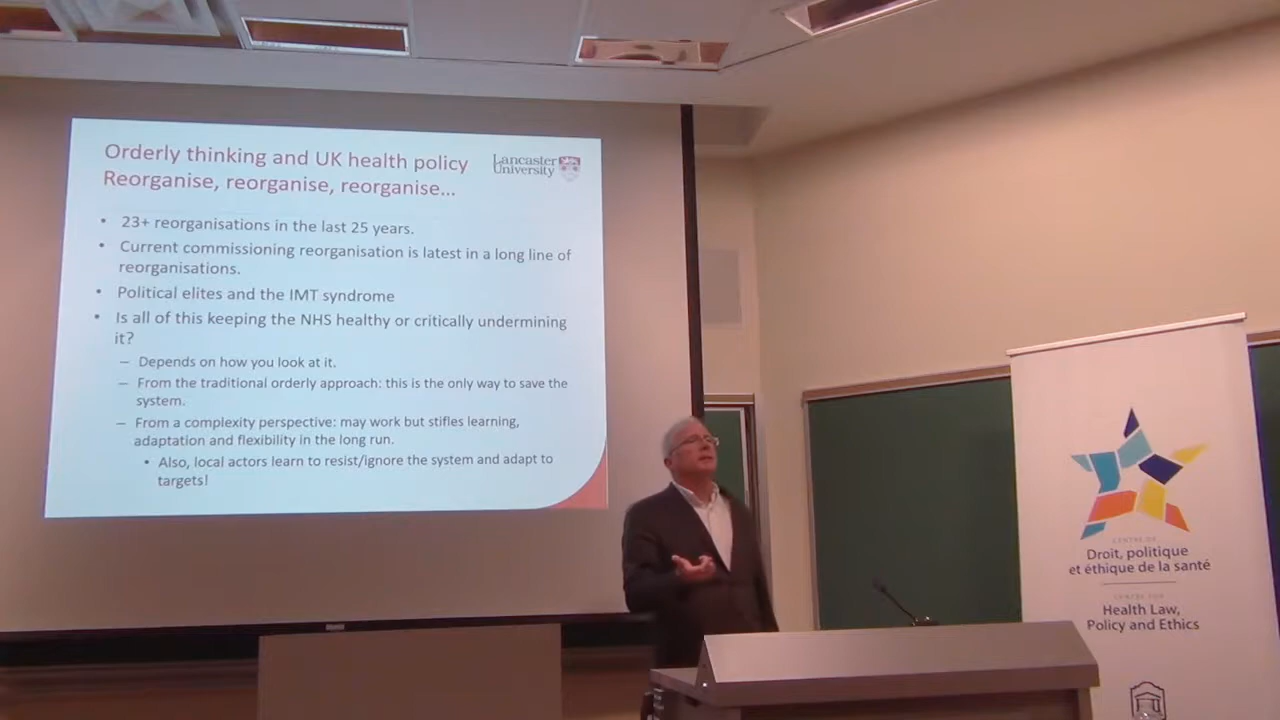 Orderly thinking and UK health policy
Reorganise, reorganise, reorganise...
Lancaster
University
• 23+ reorganisations in the last 25 years.
• Current commissioning reorganisation is latest in a long line of
reorganisations.
• Political elites and the IMT syndrome
• Is all of this keeping the NHS healthy or critically undermining
it?
– Depends on how you look at it.
– From the traditional orderly approach: this is the only way to save the
system.
– From a complexity perspective: may work but stifles learning,
adaptation and flexibility in the long run.
• Also, local actors learn to resist/ignore the system and adapt to
targets!
CENTRE DE
Droit, politique
et éthique de la santé
CENTRE FOR
Health Law,
Policy and Ethics